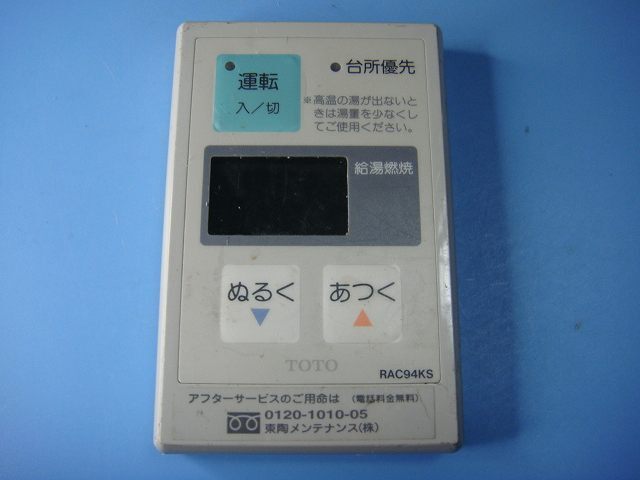 運転
入／切
台所優先
※高温の湯が出ないと
きは湯量を少なくし
てご使用ください。
給湯燃焼
ぬるく
あつく
TOTO
RAC94KS
アフターサービスのご用命は （電話料金無料）
0120-1010-05
東陶メンテナンス(株)